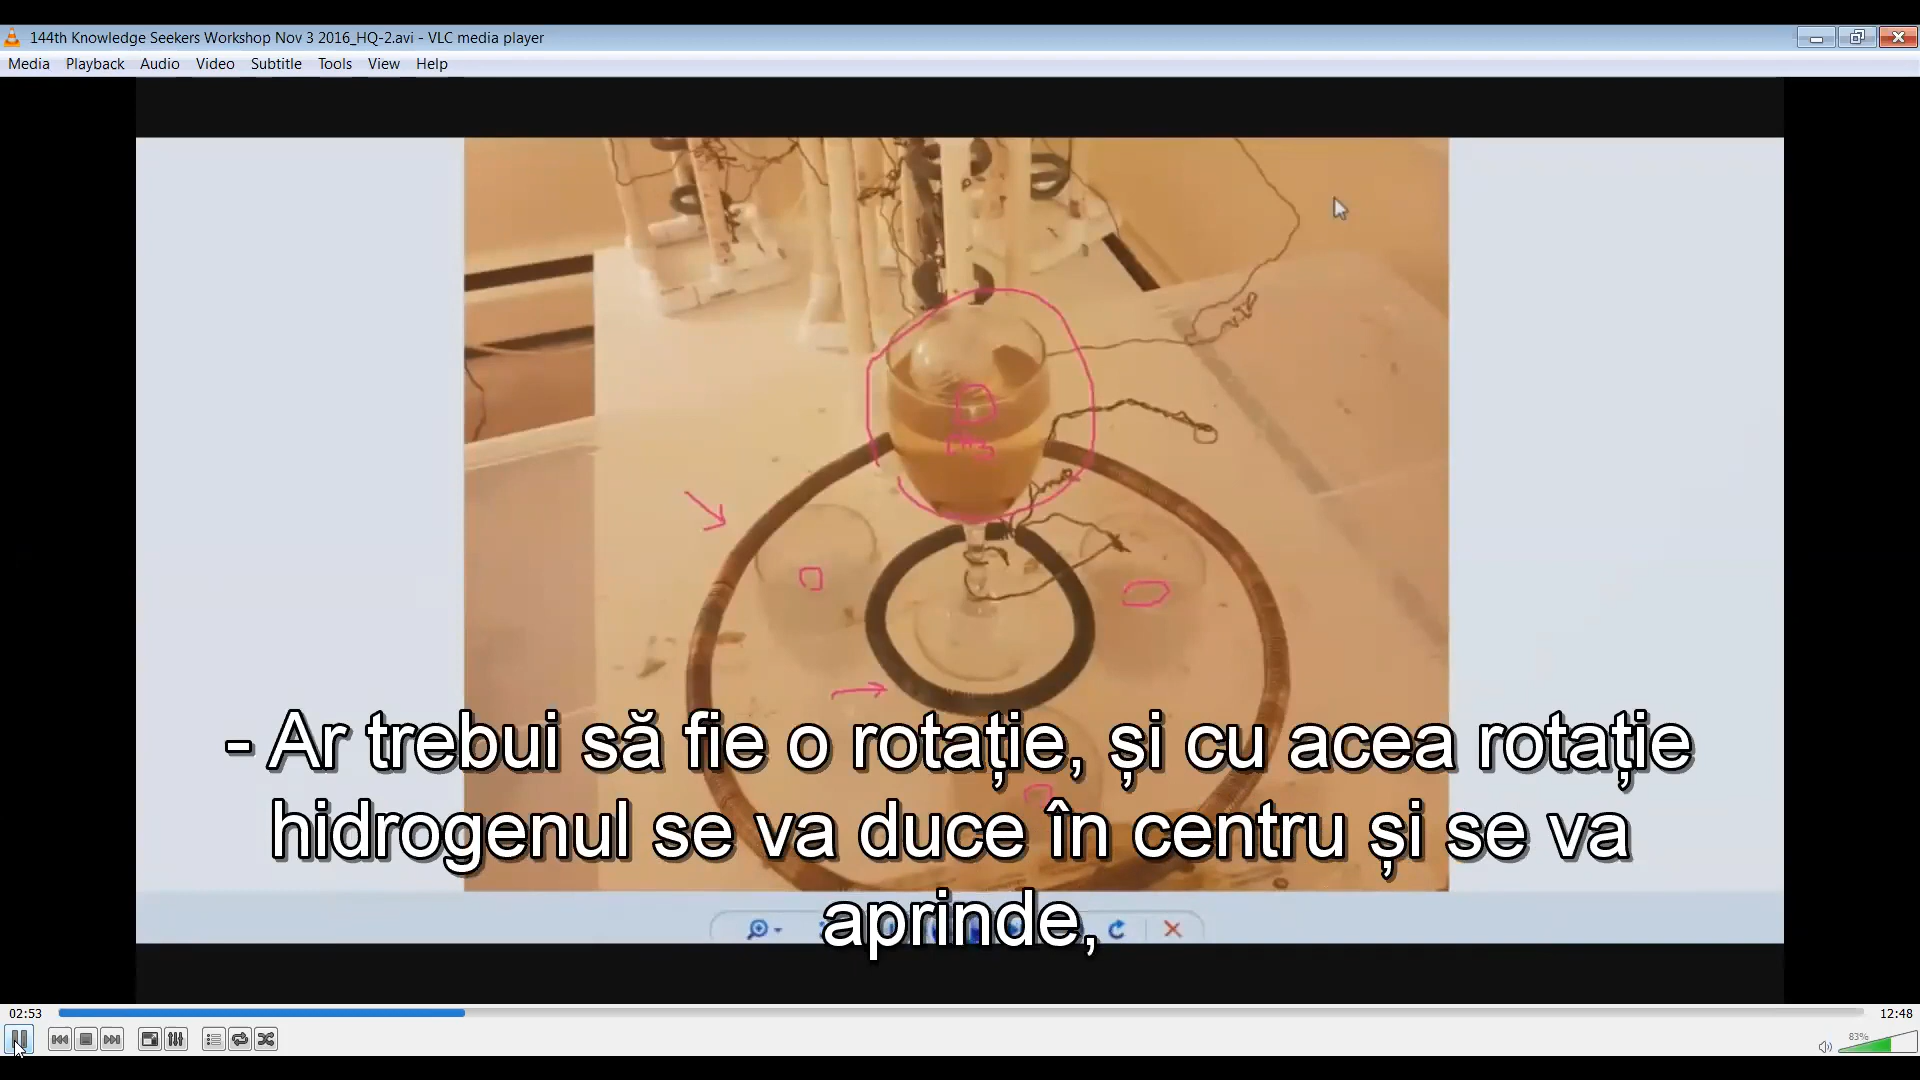 144th Knowledge Seekers Workshop Nov 3 2016_HQ-2.avi - VLC media player
Media Playback Audio Video Subtitle Tools View Help
- Ar trebui să fie o rotație, și cu acea rotație
hidrogenul se va duce în centru și se va
aprinde,
02:53
12:48
83%